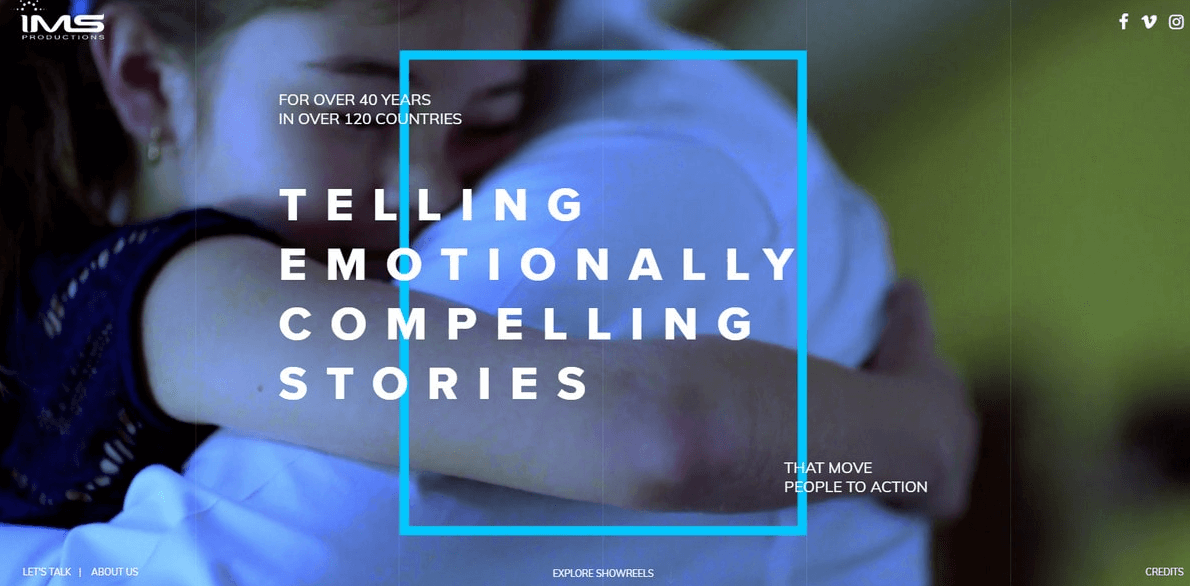 IMS
PRODUCTIONS
FOR OVER 40 YEARS
IN OVER 120 COUNTRIES
TELLING
EMOTIONALLY
COMPELLING
STORIES
THAT MOVE
PEOPLE TO ACTION
LET'S TALK | ABOUT US
EXPLORE SHOWREELS
CREDITS